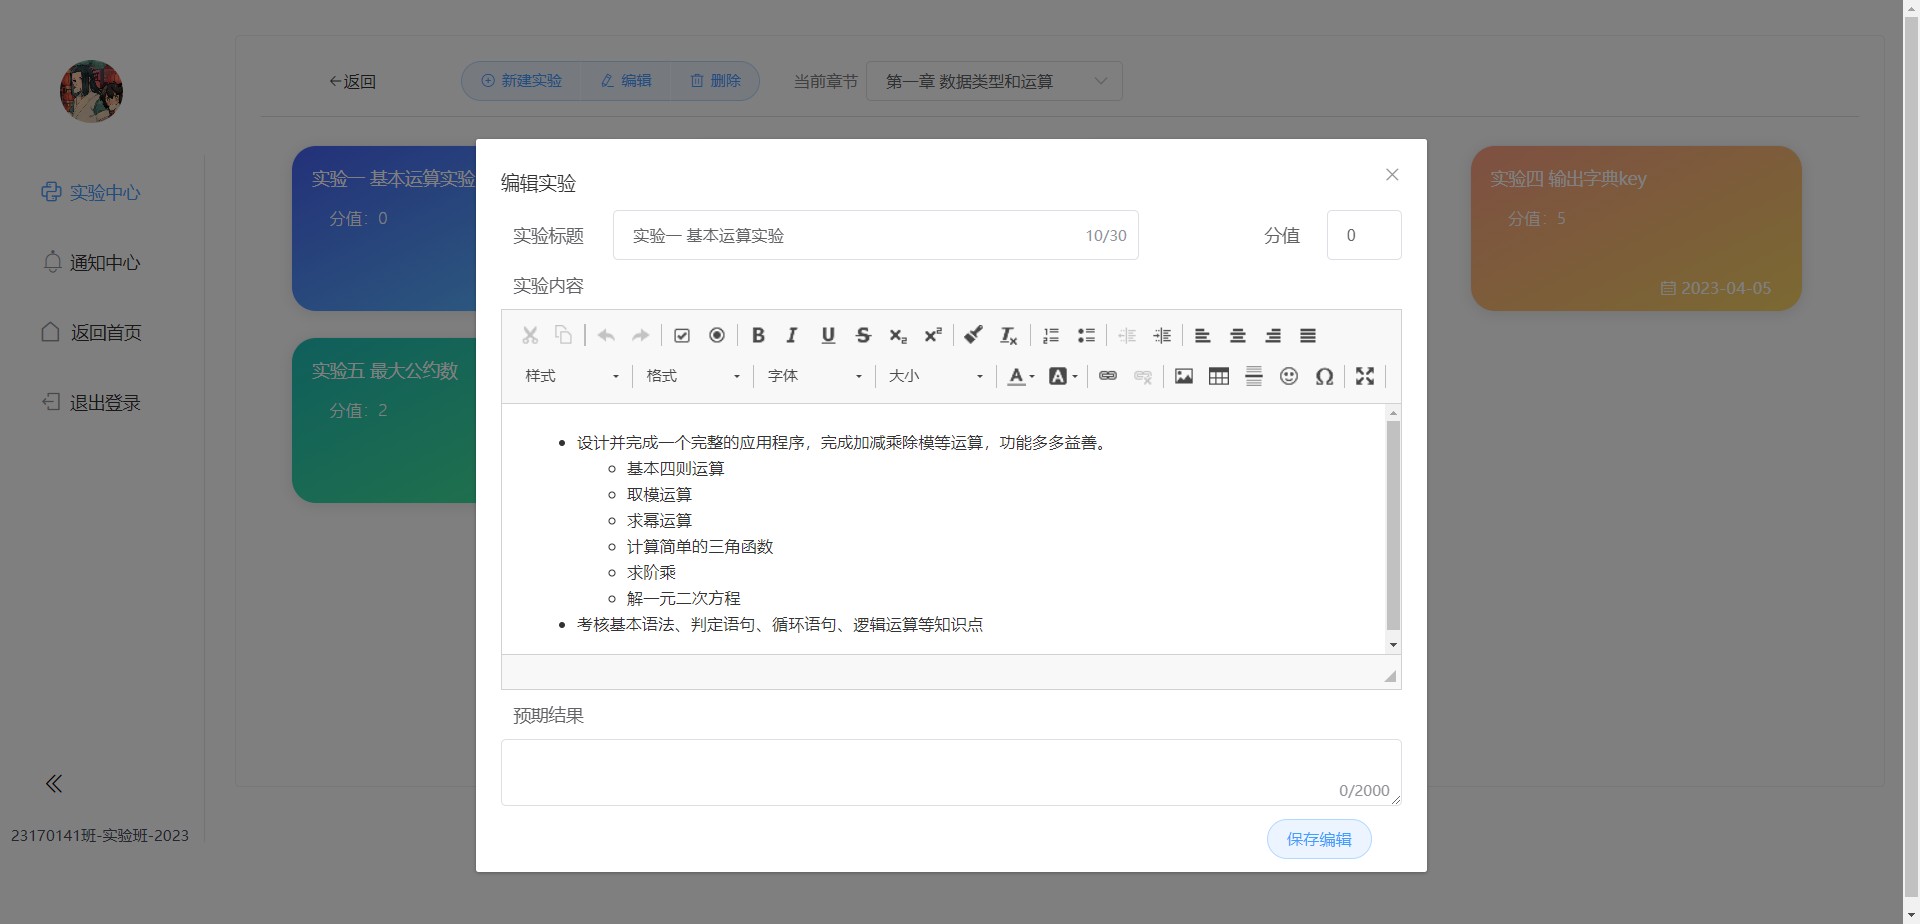 返回
新建实验 编辑 删除 当前章节 第一章 数据类型和运算
实验中心
通知中心
返回首页
退出登录
23170141班-实验班-2023
实验一 基本运算实验
分值：0
实验五 最大公约数
分值：2
实验四 输出字典key
分值：5
2023-04-05
编辑实验
实验标题 实验一 基本运算实验 10/30 分值 0
实验内容
样式 格式 字体 大小
设计并完成一个完整的应用程序，完成加减乘除模等运算，功能多多益善。
基本四则运算
取模运算
求幂运算
计算简单的三角函数
求阶乘
解一元二次方程
考核基本语法、判定语句、循环语句、逻辑运算等知识点
预期结果
0/2000
保存编辑